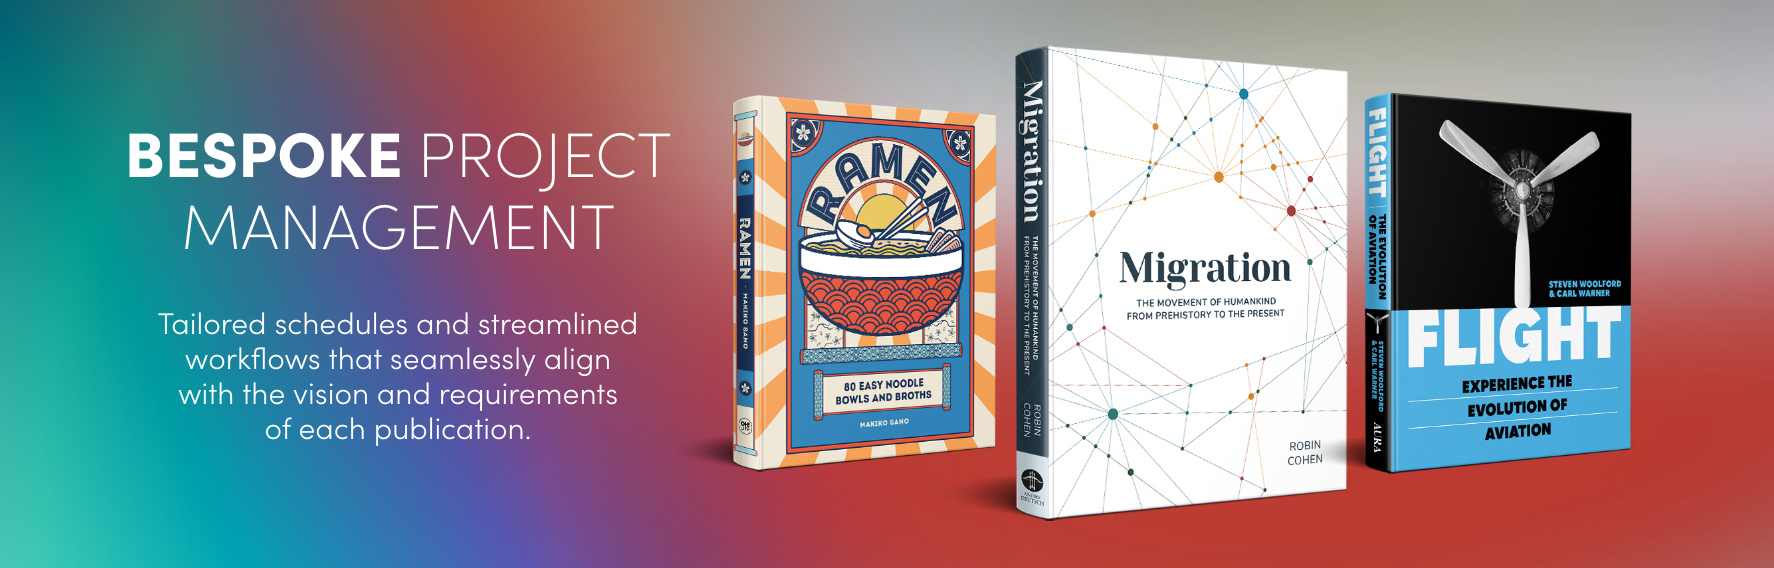 BESPOKE PROJECT
MANAGEMENT
Tailored schedules and streamlined
workflows that seamlessly align
with the vision and requirements
of each publication.
RAMEN
MAKIKO SANO
RAMEN
80 EASY NOODLE
BOWLS AND BROTHS
MAKIKO SANO
Migration
THE MOVEMENT OF HUMANKIND
FROM PREHISTORY TO THE PRESENT
ROBIN
COHEN
ANDRE
DEUTSCH
Migration
THE MOVEMENT OF HUMANKIND
FROM PREHISTORY TO THE PRESENT
ROBIN
COHEN
FLIGHT
THE EVOLUTION
OF AVIATION
STEVEN WOOLFORD
& CARL WARNER
AURA
STEVEN WOOLFORD
& CARL WARNER
FLIGHT
EXPERIENCE THE
EVOLUTION OF
AVIATION